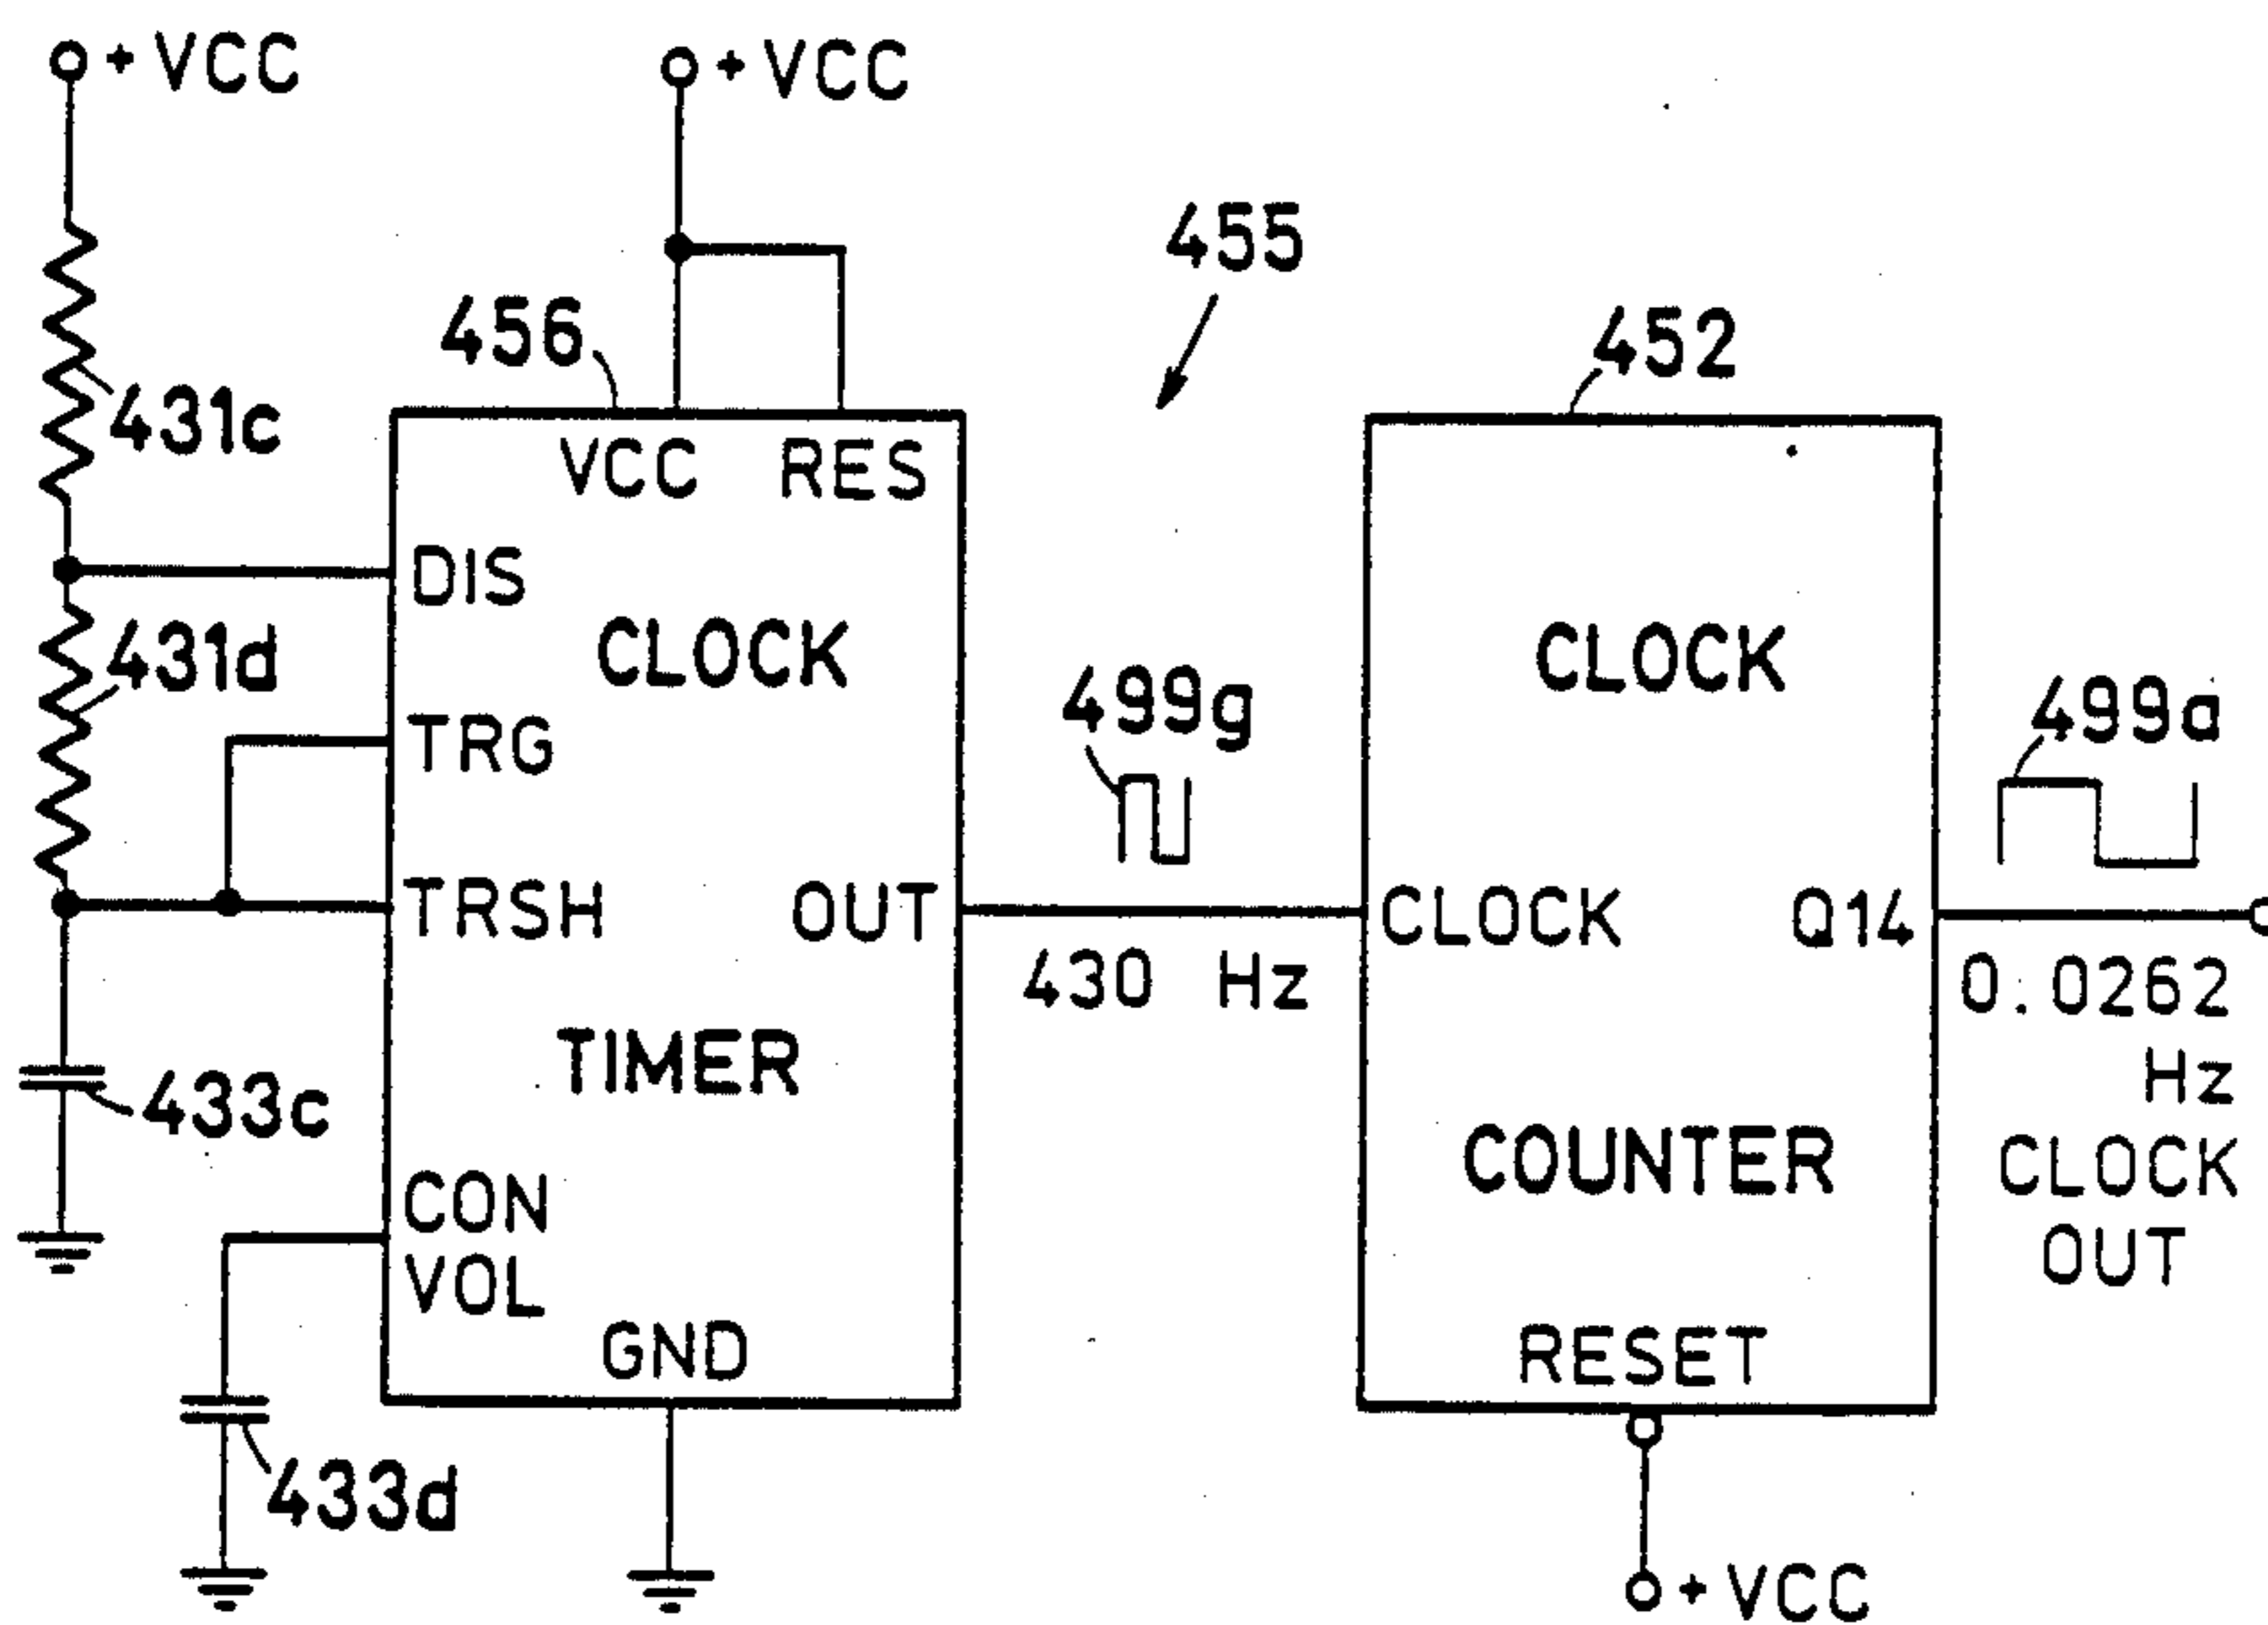 + VCC
+ VCC
455
456
452
431c
VCC RES
DIS
CLOCK
CLOCK
431d
499g
499a
TRG
TRSH
OUT
CLOCK
Q14
430 Hz
0.0262
Hz
TIMER
433c
COUNTER
CLOCK
OUT
CON
VOL
GND
RESET
433d
+ VCC